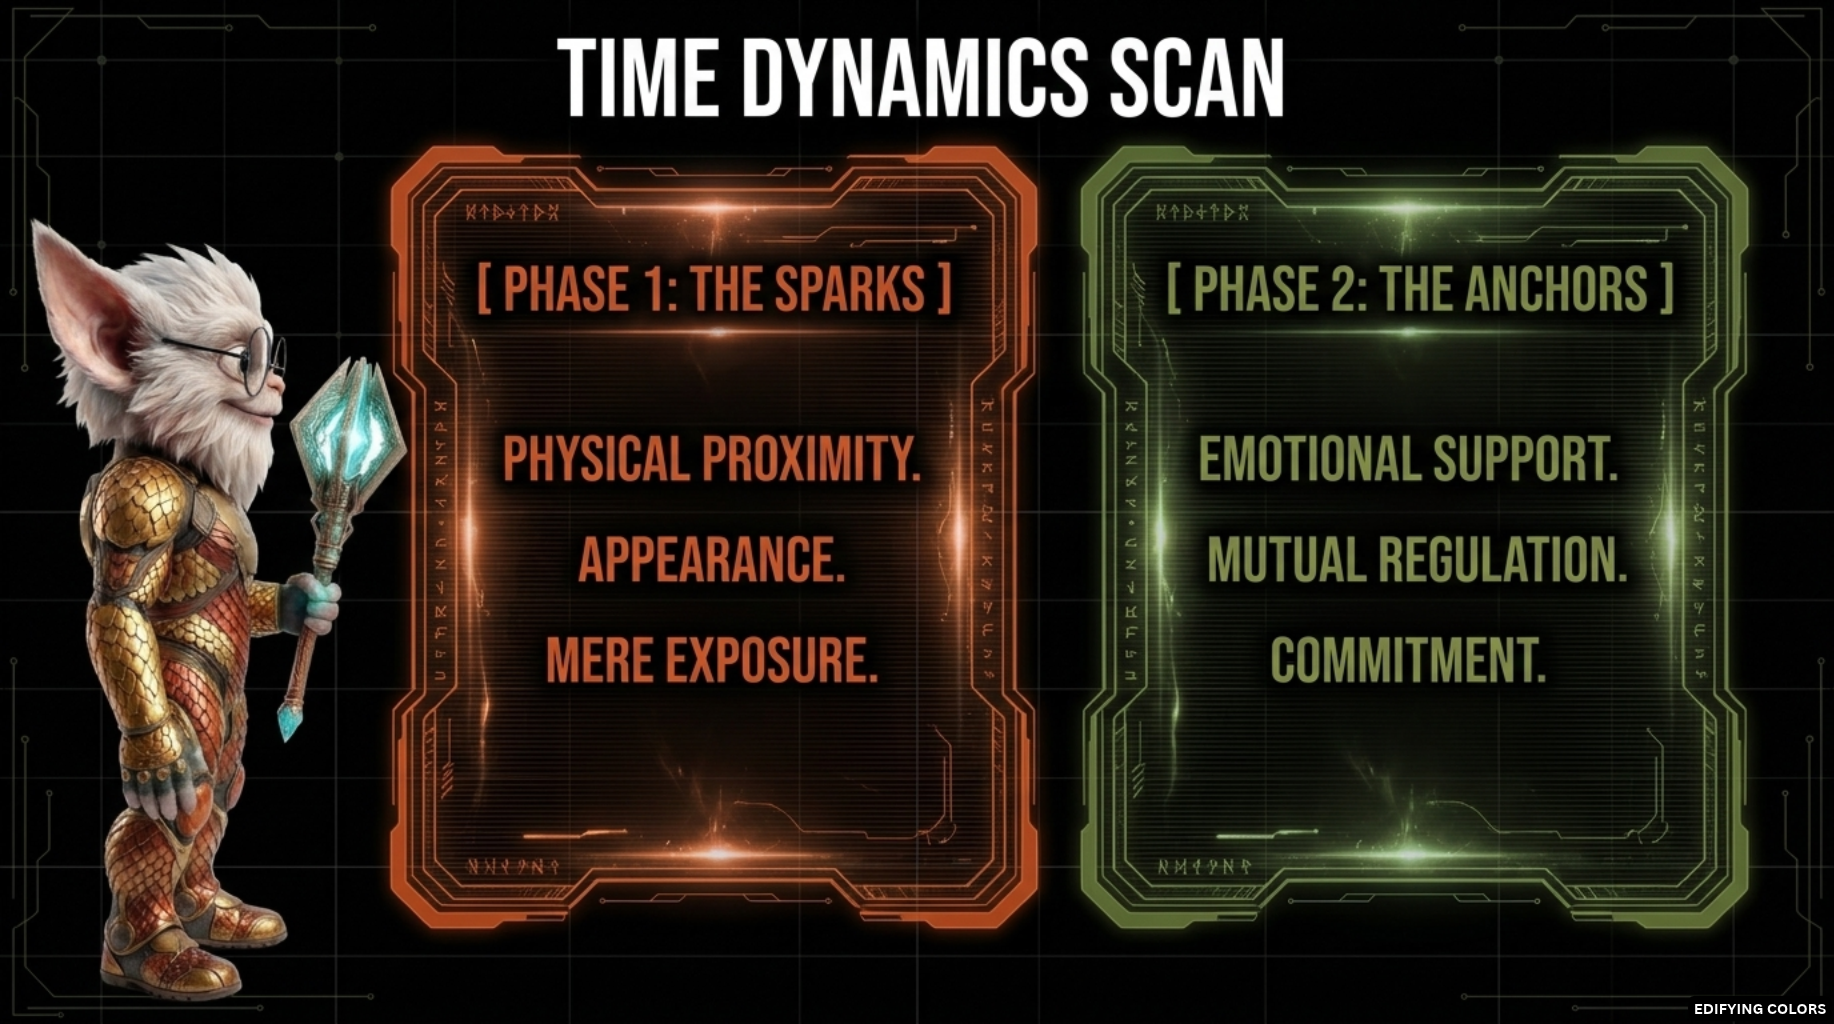 TIME DYNAMICS SCAN
[ PHASE 1: THE SPARKS ]
PHYSICAL PROXIMITY.
APPEARANCE.
MERE EXPOSURE.
[ PHASE 2: THE ANCHORS ]
EMOTIONAL SUPPORT.
MUTUAL REGULATION.
COMMITMENT.
EDIFYING COLORS